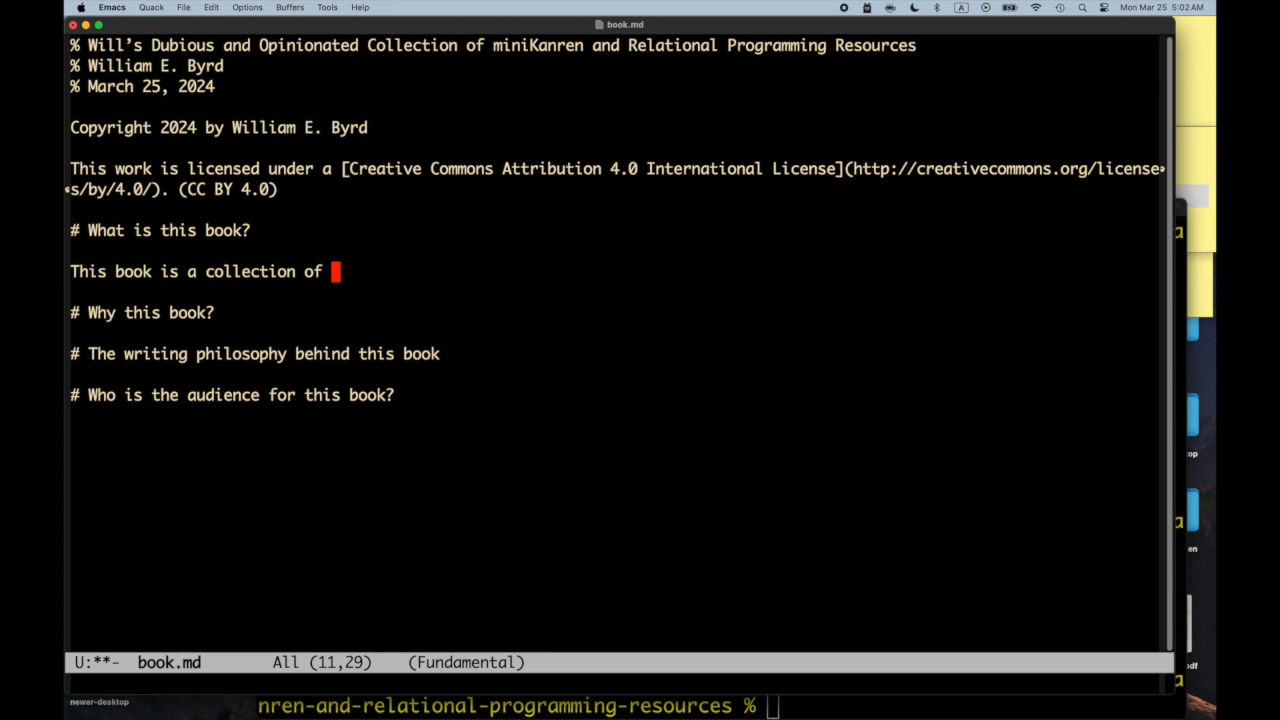 Emacs Quack File Edit Options Buffers Tools Help Mon Mar 25 5:02 AM
book.md
% Will's Dubious and Opinionated Collection of miniKanren and Relational Programming Resources
% William E. Byrd
% March 25, 2024
Copyright 2024 by William E. Byrd
This work is licensed under a [Creative Commons Attribution 4.0 International License](http://creativecommons.org/license
s/by/4.0/). (CC BY 4.0)
# What is this book?
This book is a collection of
# Why this book?
# The writing philosophy behind this book
# Who is the audience for this book?
U:**- book.md All (11,29) (Fundamental)
newer-desktop
nren-and-relational-programming-resources %
a
top
a
en
pdf
a